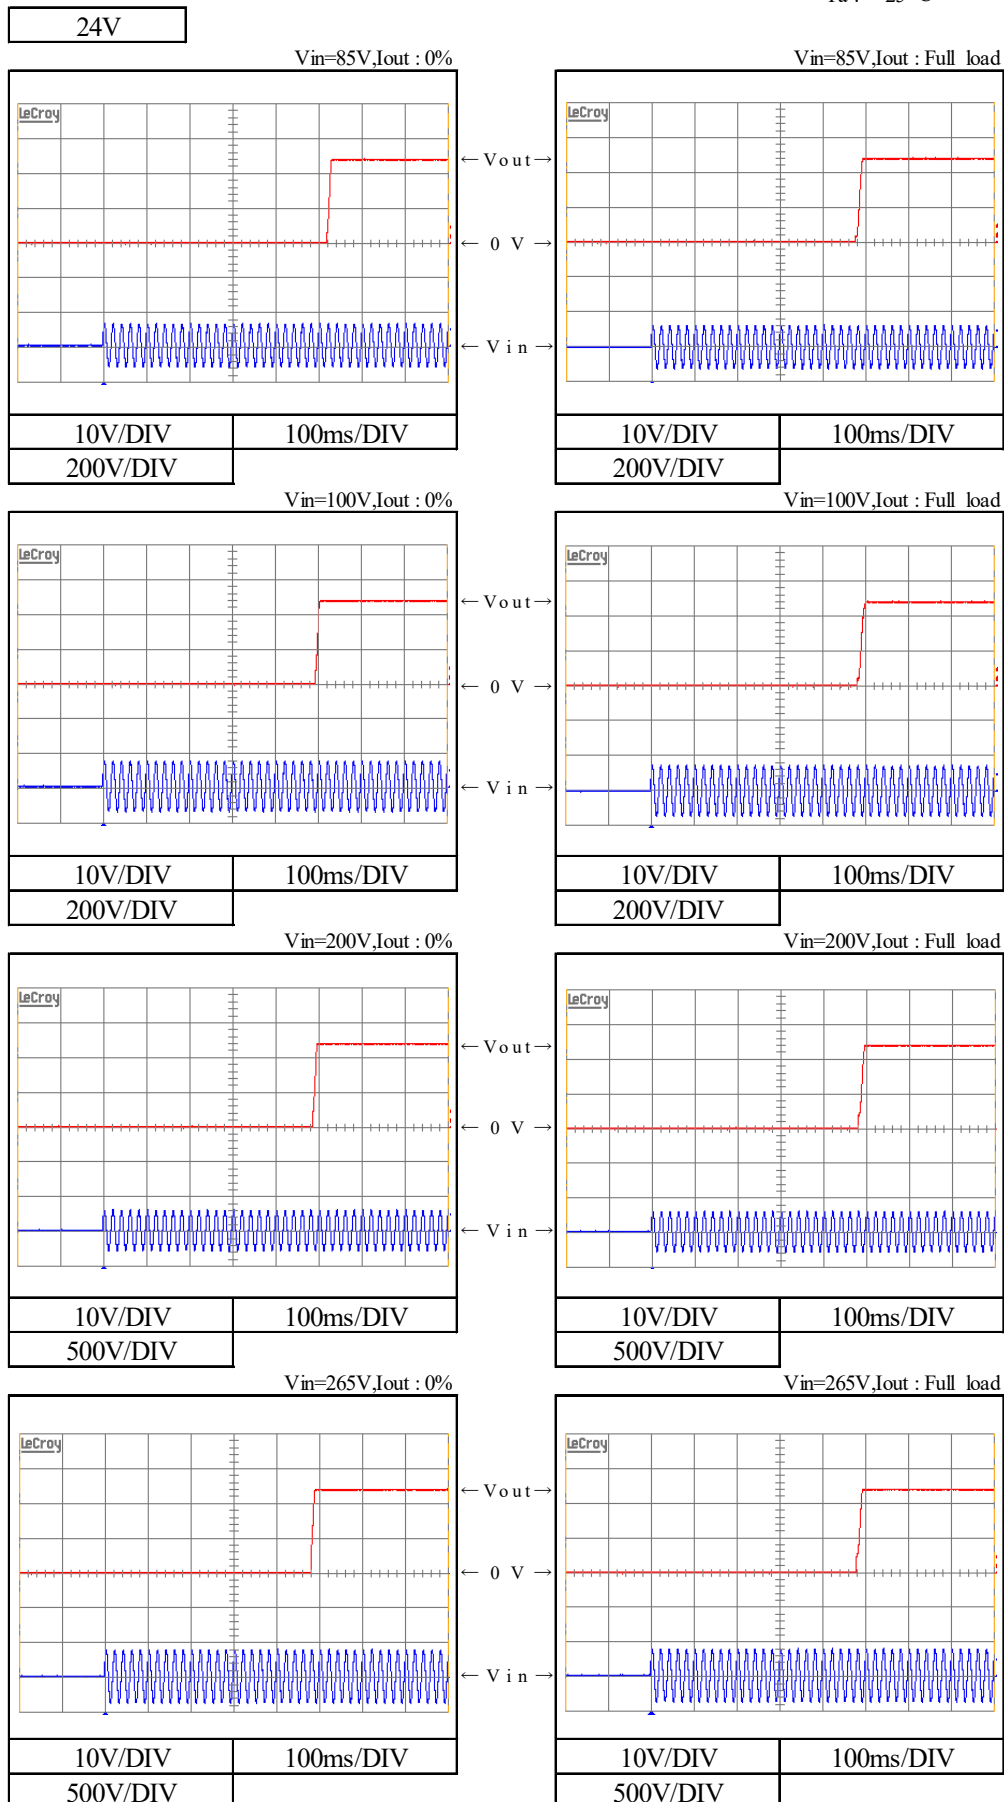 24V
Vin=85V,Iout : 0% Vin=85V,Iout : Full load
LeCroy LeCroy
←Vout→
← 0 V →
← Vin →
10V/DIV 100ms/DIV 10V/DIV 100ms/DIV
200V/DIV 200V/DIV
Vin=100V,Iout : 0% Vin=100V,Iout : Full load
LeCroy LeCroy
←Vout→
← 0 V →
← Vin →
10V/DIV 100ms/DIV 10V/DIV 100ms/DIV
200V/DIV 200V/DIV
Vin=200V,Iout : 0% Vin=200V,Iout : Full load
LeCroy LeCroy
←Vout→
← 0 V →
← Vin →
10V/DIV 100ms/DIV 10V/DIV 100ms/DIV
500V/DIV 500V/DIV
Vin=265V,Iout : 0% Vin=265V,Iout : Full load
LeCroy LeCroy
←Vout→
← 0 V →
← Vin →
10V/DIV 100ms/DIV 10V/DIV 100ms/DIV
500V/DIV 500V/DIV